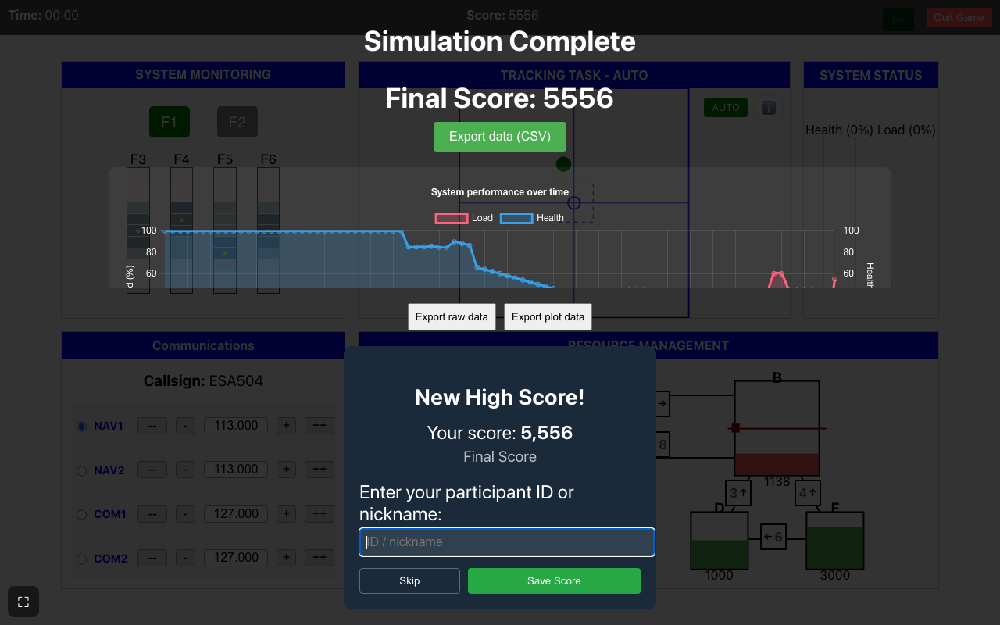 Time: 00:00
Score: 5556
Quit Game
Simulation Complete
SYSTEM MONITORING
TRACKING TASK - AUTO
SYSTEM STATUS
Final Score: 5556
F1
F2
AUTO
Export data (CSV)
Health (0%) Load (0%)
F3 F4 F5 F6
System performance over time
Load Health
100
100
80
80
60
60
d (%)
Healt
Export raw data
Export plot data
Communications
RESOURCE MANAGEMENT
Callsign: ESA504
NAV1 -- - 113.000 + ++
NAV2 -- - 113.000 + ++
COM1 -- - 127.000 + ++
COM2 -- - 127.000 + ++
New High Score!
Your score: 5,556
Final Score
Enter your participant ID or
nickname:
ID / nickname
Skip
Save Score
B
→
8
1138
3↑
4↑
D
← 6
1000
3000